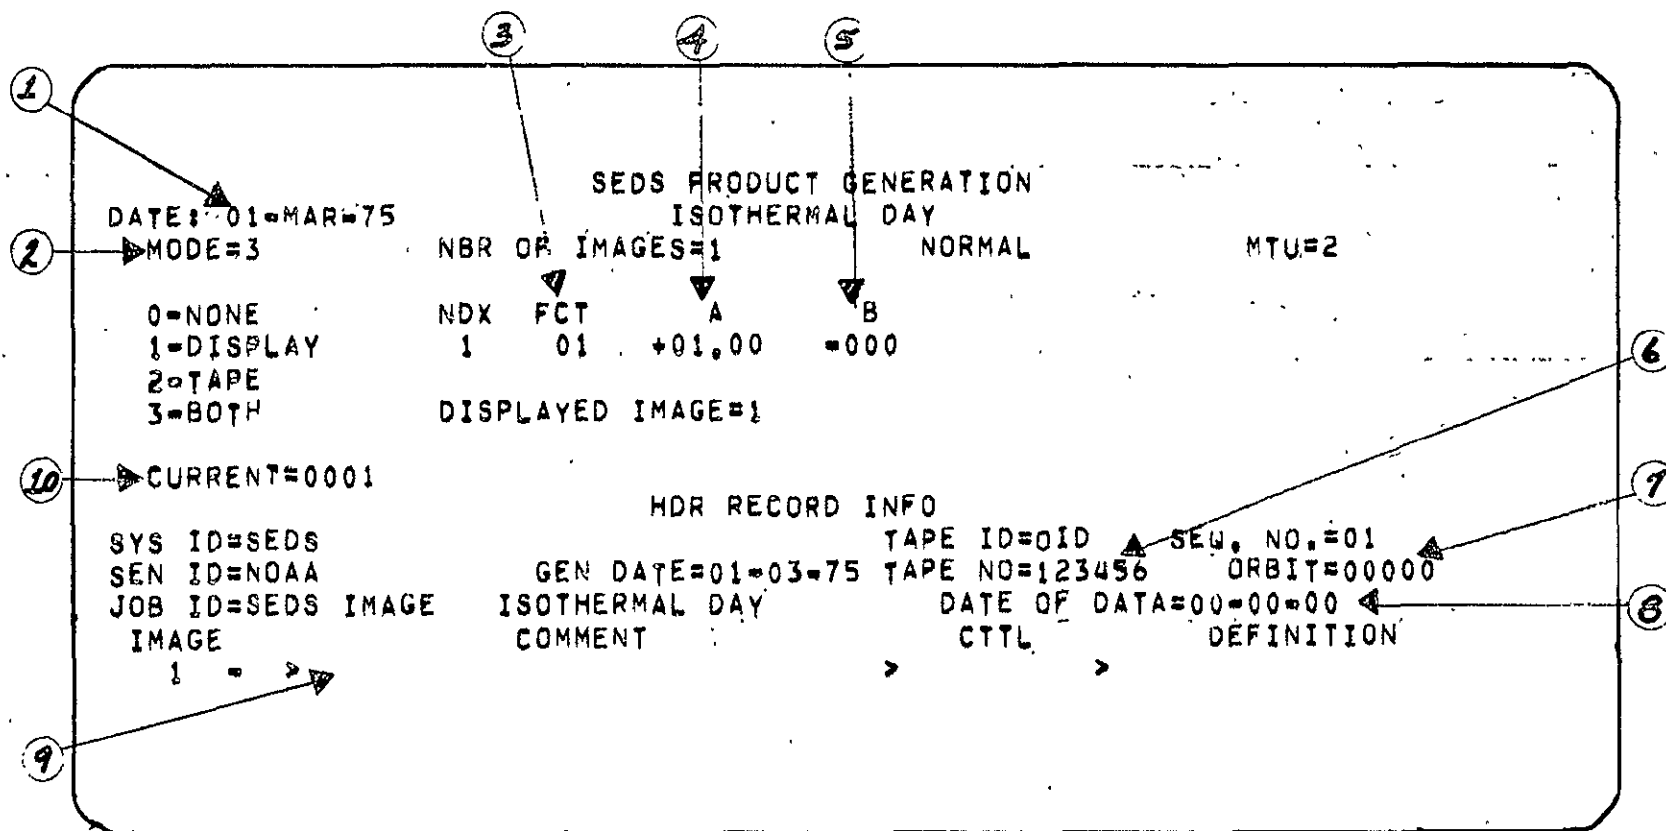 3 4 5
1
SEDS PRODUCT GENERATION
DATE: 01-MAR-75 ISOTHERMAL DAY
2 MODE=3 NBR OF IMAGES=1 NORMAL MTU=2
0-NONE NDX FCT A B
1-DISPLAY 1 01 +01.00 -000
2-TAPE
6
3-BOTH DISPLAYED IMAGE=1
10 CURRENT=0001
7
HDR RECORD INFO
SYS ID=SEDS TAPE ID=OID SEQ. NO.=01
SEN ID=NOAA GEN DATE=01-03-75 TAPE NO=123456 ORBIT=00000
JOB ID=SEDS IMAGE ISOTHERMAL DAY DATE OF DATA=00-00-00 8
IMAGE COMMENT CTTL DEFINITION
1 - > > >
9